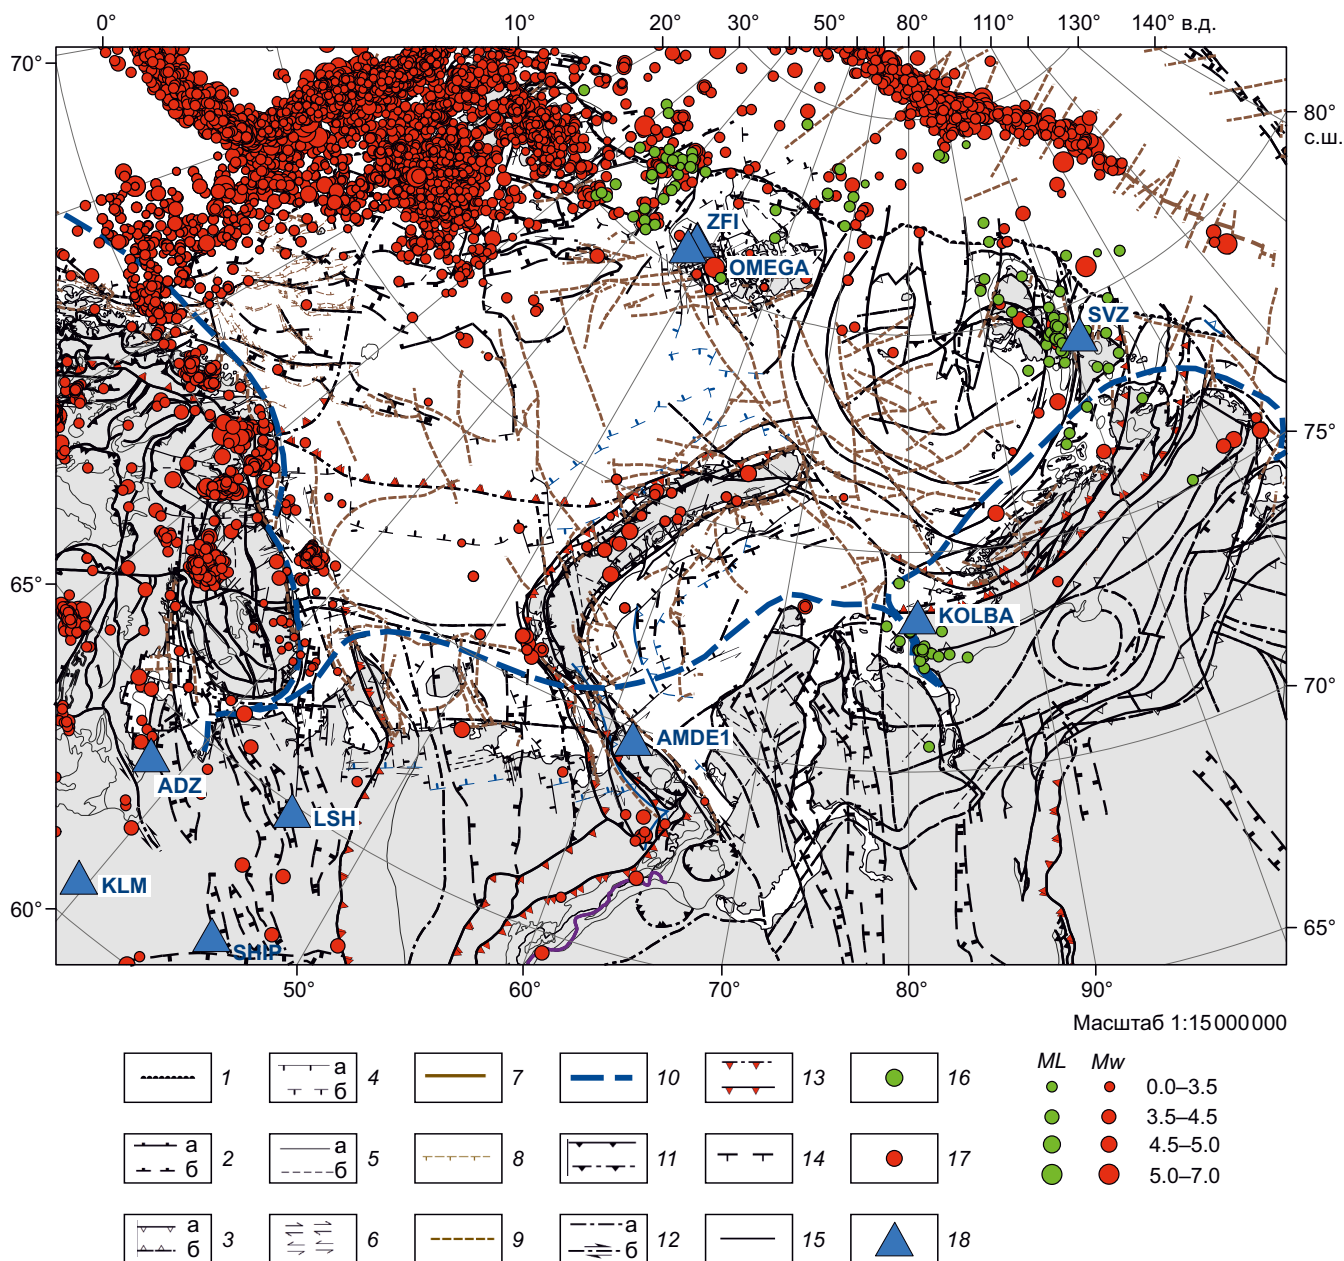 0° 10° 20° 30° 50° 80° 110° 130° 140° в.д.
70°
80°
с.ш.
ZFI
OMEGA
SVZ
75°
65°
KOLBA
70°
AMDE1
ADZ
LSH
KLM
60°
65°
SHIP
50° 60° 70° 80° 90°
Масштаб 1:15 000 000
1 а б 4 7 10 13 16
ML Mw
0.0–3.5
3.5–4.5
а б 2 а б 5 8 11 14 17
4.5–5.0
5.0–7.0
а б 3 6 9 а б 12 15 18